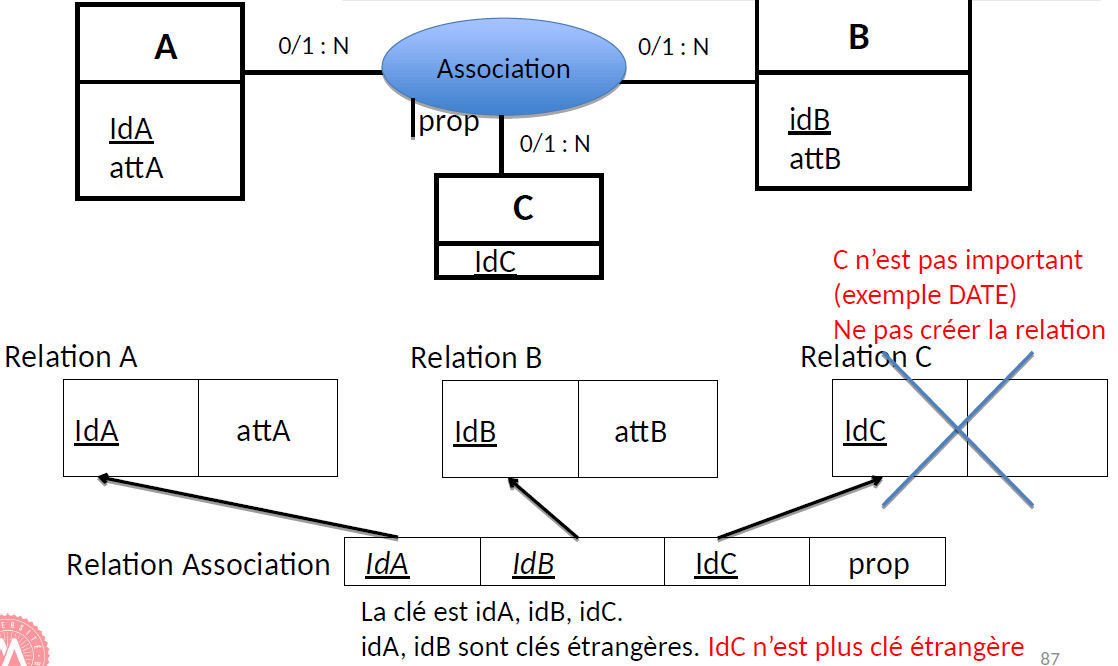 A
0/1 : N
Association
0/1 : N
B
IdA
attA
prop
0/1 : N
idB
attB
C
IdC
C n’est pas important
(exemple DATE)
Ne pas créer la relation
Relation A
Relation B
Relation C
IdA
attA
IdB
attB
IdC
Relation Association
IdA
IdB
IdC
prop
La clé est idA, idB, idC.
idA, idB sont clés étrangères. IdC n’est plus clé étrangère
87